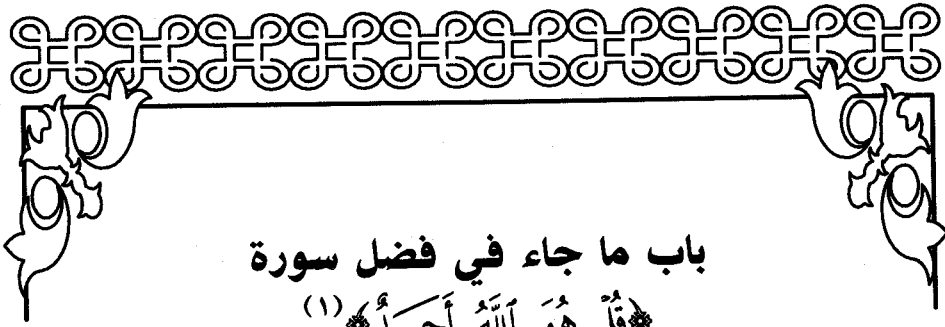 باب ما جاء في فضل سورة
﴿قُلْ هُوَ ٱللَّهُ أَحَدٌ﴾ (١)